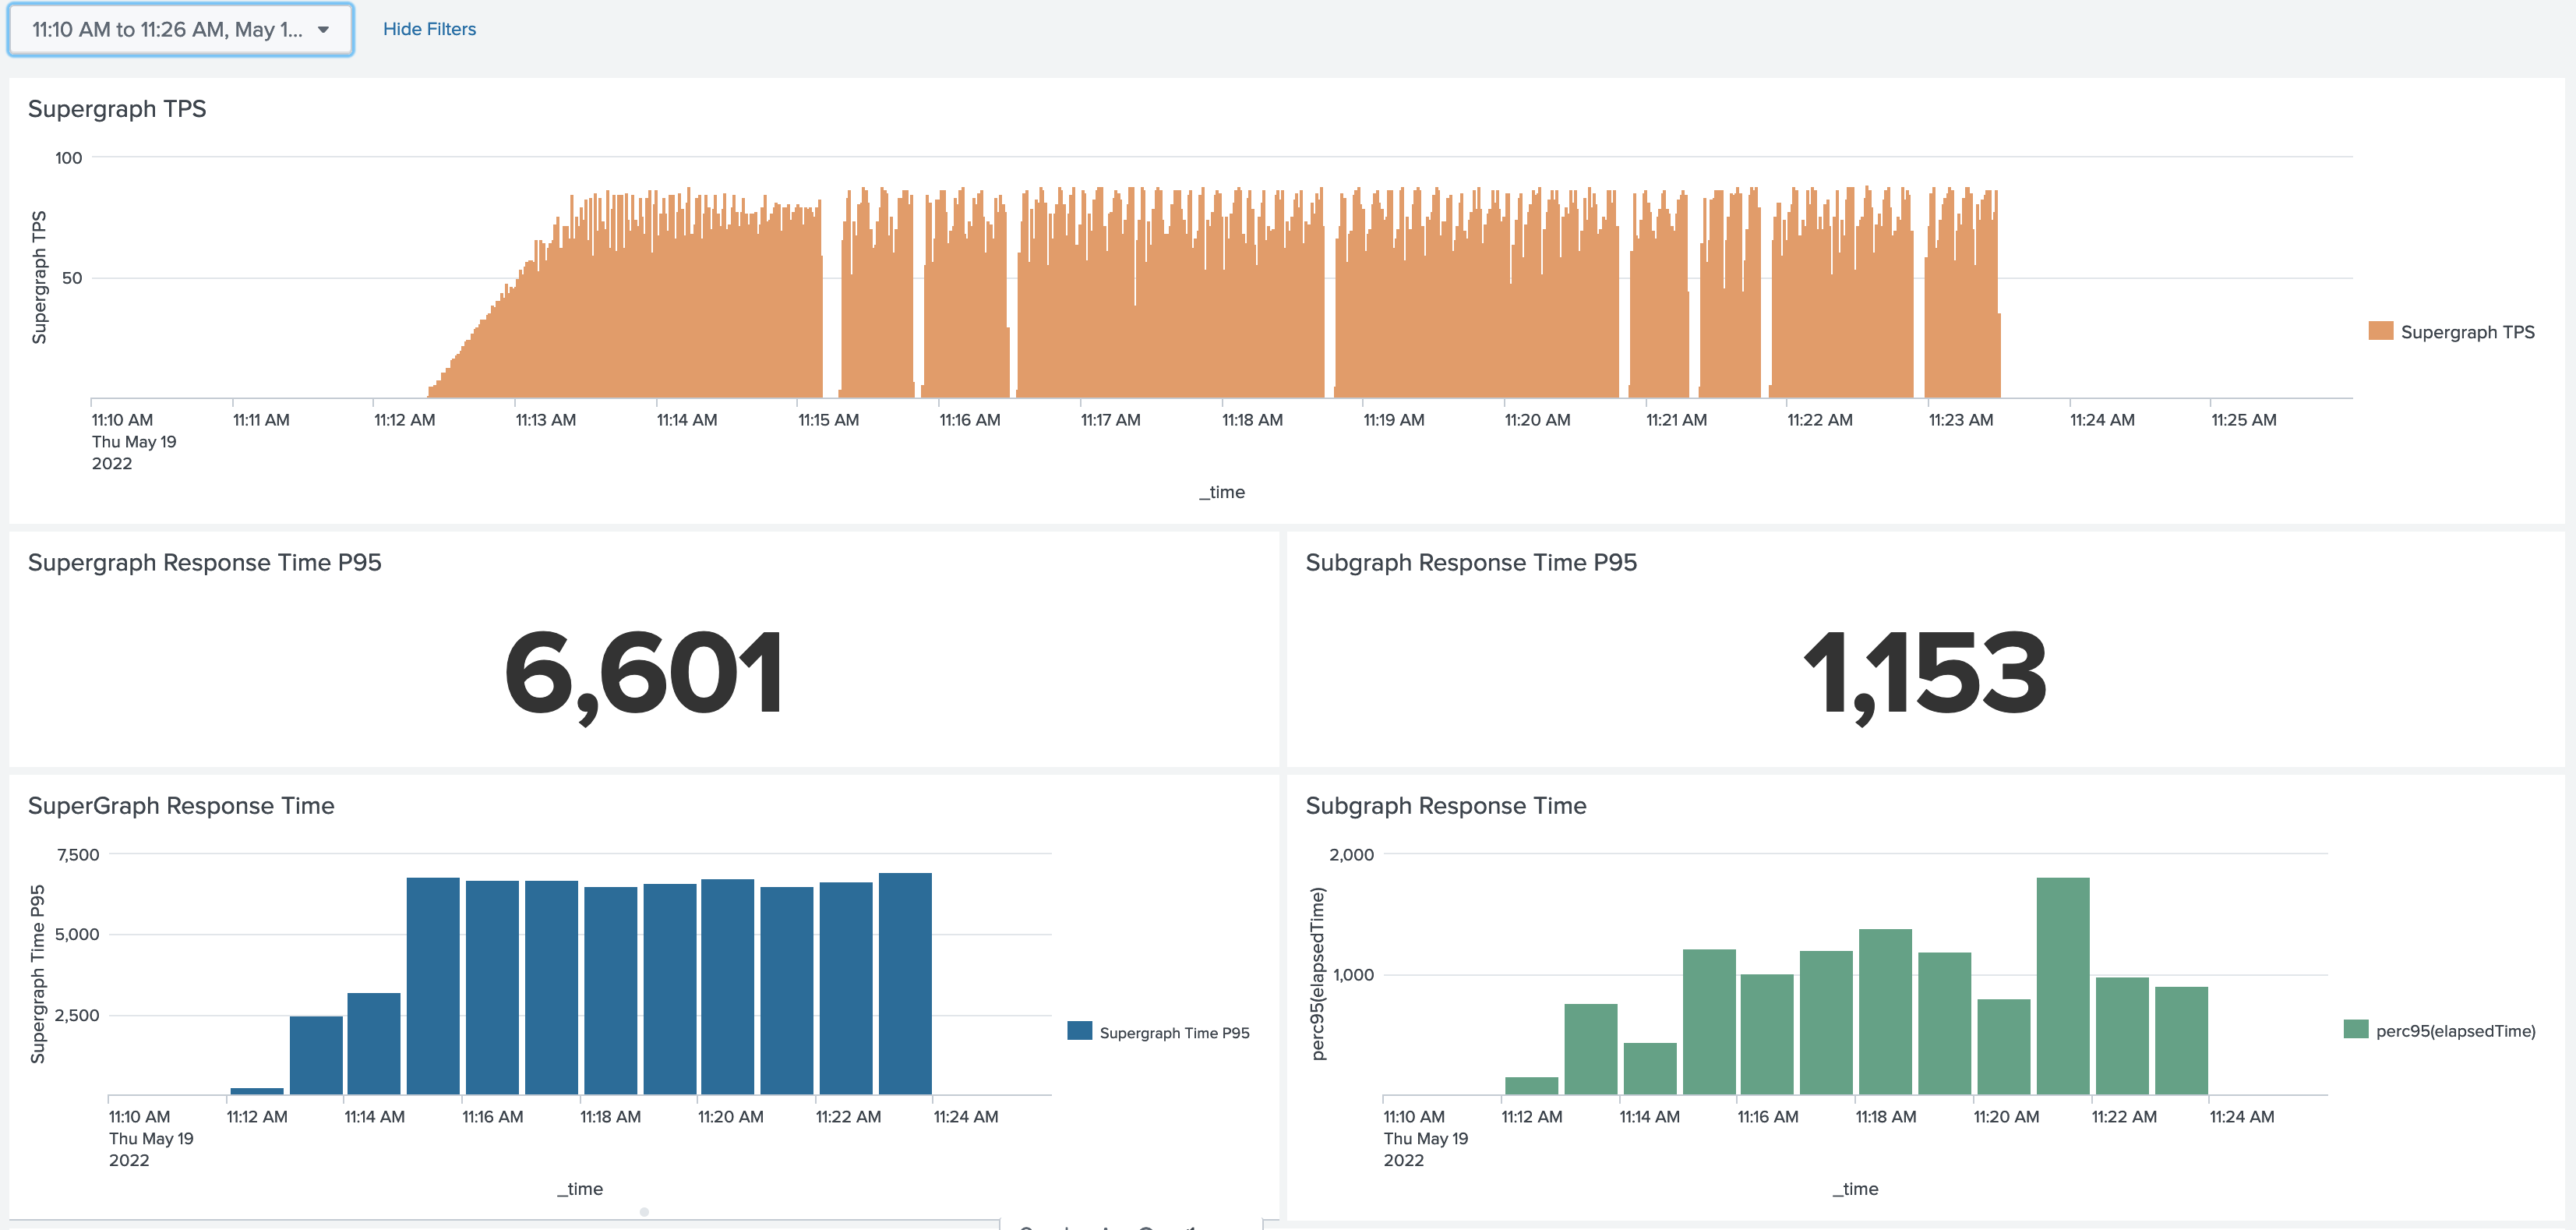 11:10 AM to 11:26 AM, May 1...
Hide Filters
Supergraph TPS
100
50
Supergraph TPS
Supergraph TPS
11:10 AM 11:11 AM 11:12 AM 11:13 AM 11:14 AM 11:15 AM 11:16 AM 11:17 AM 11:18 AM 11:19 AM 11:20 AM 11:21 AM 11:22 AM 11:23 AM 11:24 AM 11:25 AM
Thu May 19
2022
_time
Supergraph Response Time P95
6,601
Subgraph Response Time P95
1,153
SuperGraph Response Time
7,500
5,000
2,500
Supergraph Time P95
Supergraph Time P95
11:10 AM 11:12 AM 11:14 AM 11:16 AM 11:18 AM 11:20 AM 11:22 AM 11:24 AM
Thu May 19
2022
_time
Subgraph Response Time
2,000
1,000
perc95(elapsedTime)
perc95(elapsedTime)
11:10 AM 11:12 AM 11:14 AM 11:16 AM 11:18 AM 11:20 AM 11:22 AM 11:24 AM
Thu May 19
2022
_time